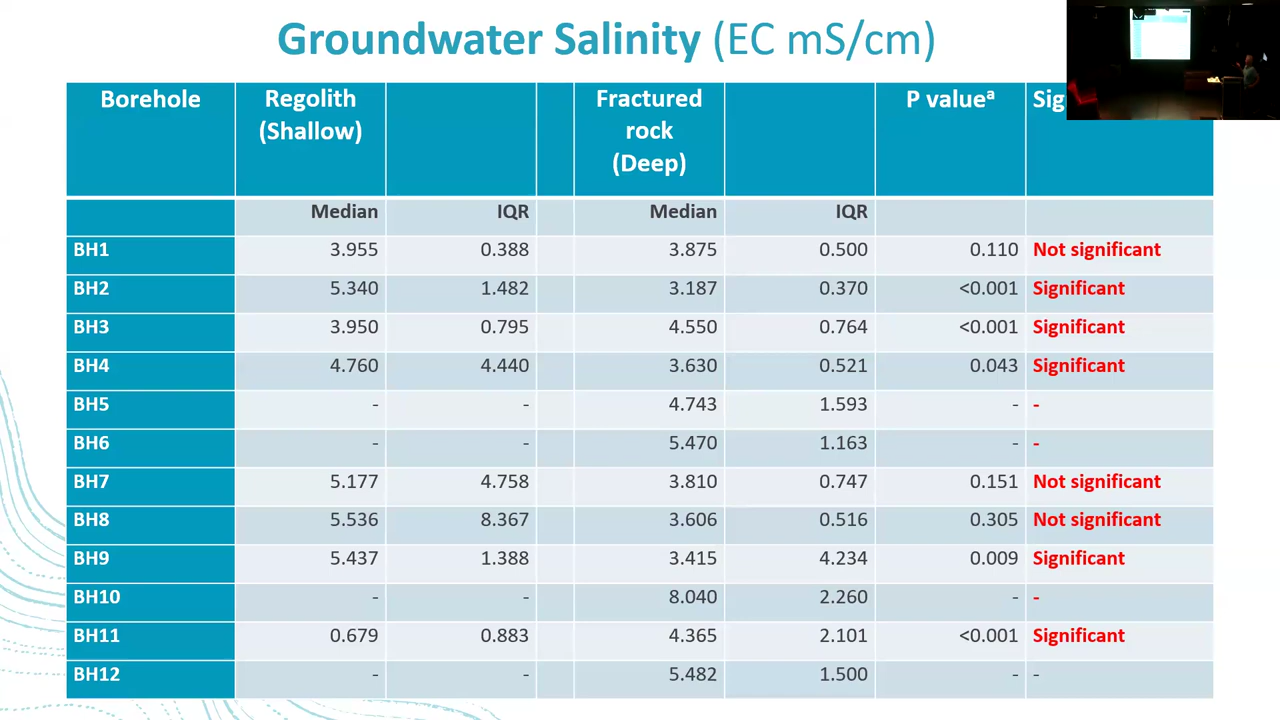 Groundwater Salinity (EC mS/cm)
Borehole Regolith (Shallow) Fractured rock (Deep) P valueᵃ Sig
Median IQR Median IQR
BH1 3.955 0.388 3.875 0.500 0.110 Not significant
BH2 5.340 1.482 3.187 0.370 <0.001 Significant
BH3 3.950 0.795 4.550 0.764 <0.001 Significant
BH4 4.760 4.440 3.630 0.521 0.043 Significant
BH5 - - 4.743 1.593 - -
BH6 - - 5.470 1.163 - -
BH7 5.177 4.758 3.810 0.747 0.151 Not significant
BH8 5.536 8.367 3.606 0.516 0.305 Not significant
BH9 5.437 1.388 3.415 4.234 0.009 Significant
BH10 - - 8.040 2.260 - -
BH11 0.679 0.883 4.365 2.101 <0.001 Significant
BH12 - - 5.482 1.500 - -